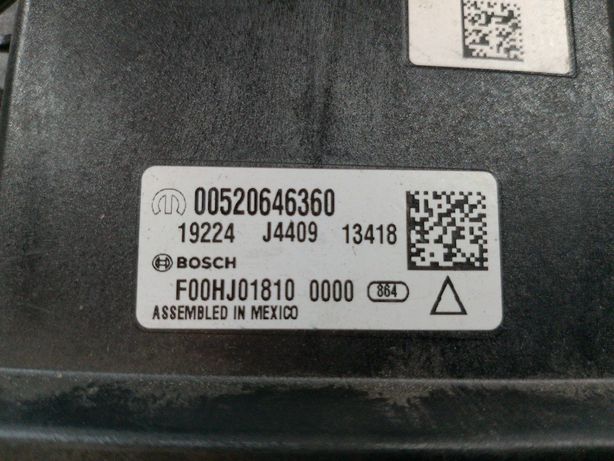 00520646360
19224 J4409 13418
BOSCH
F00HJ01810 0000 864
ASSEMBLED IN MEXICO